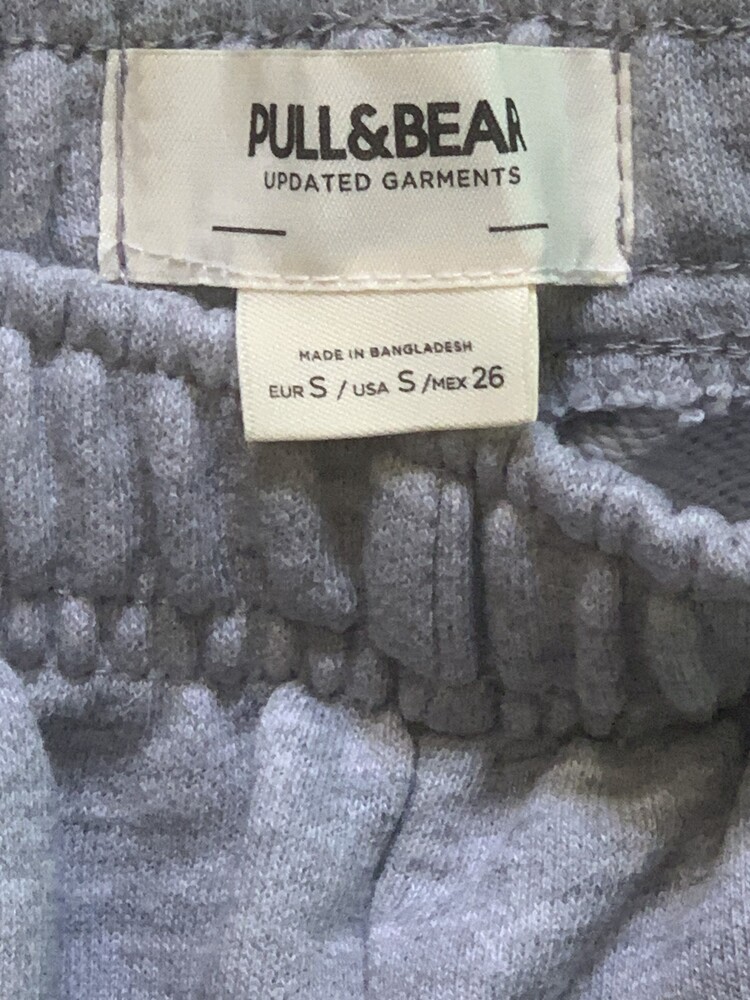 PULL&BEAR
UPDATED GARMENTS
MADE IN BANGLADESH
EUR S / USA S /MEX 26